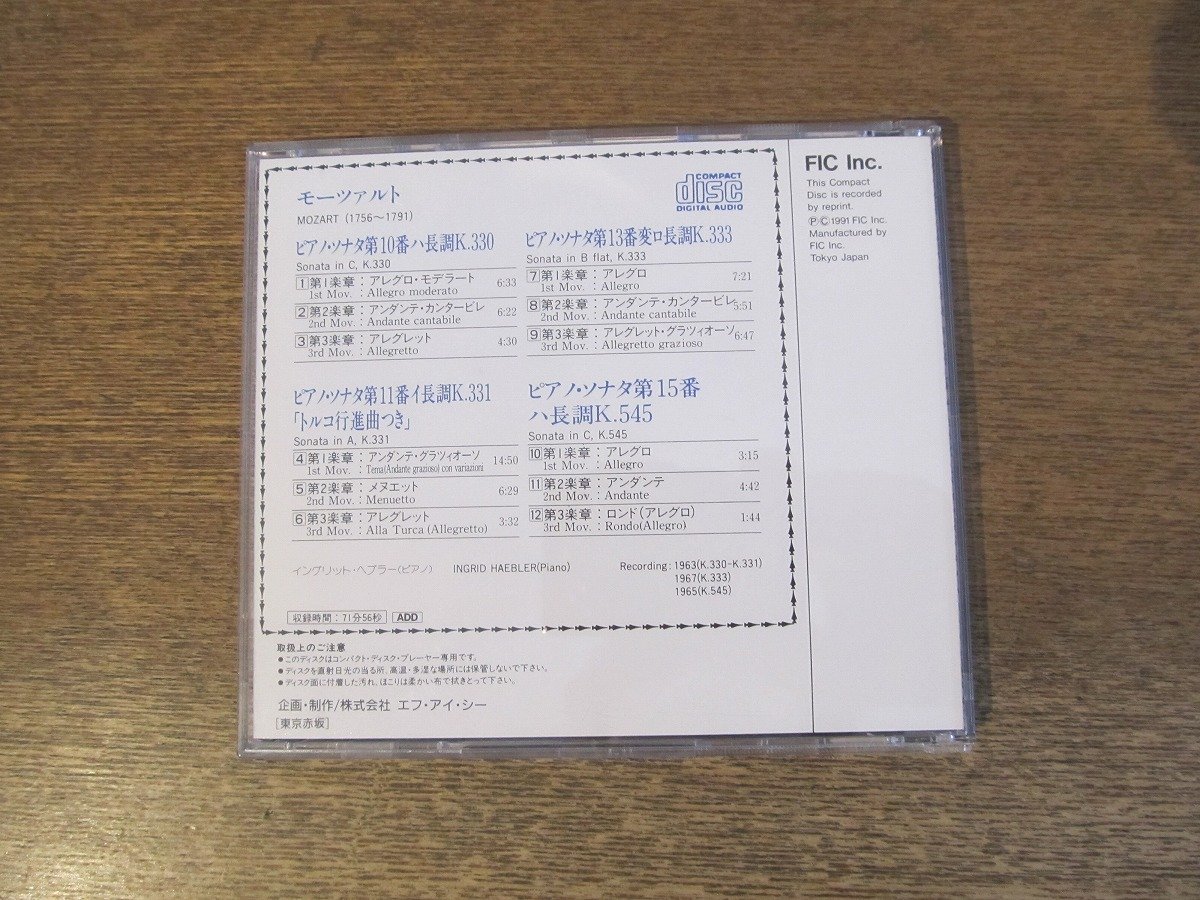 モーツァルト
MOZART (1756〜1791)
COMPACT
disc
DIGITAL AUDIO
ピアノ・ソナタ第10番ハ長調K.330
Sonata in C, K.330
1 第1楽章：アレグロ・モデラート 6:33
1st Mov.：Allegro moderato
2 第2楽章：アンダンテ・カンタービレ 6:22
2nd Mov.：Andante cantabile
3 第3楽章：アレグレット 4:30
3rd Mov.：Allegretto
ピアノ・ソナタ第11番イ長調K.331
「トルコ行進曲つき」
Sonata in A, K.331
4 第1楽章：アンダンテ・グラツィオーソ 14:50
1st Mov.：Tema(Andante grazioso) con variazioni
5 第2楽章：メヌエット 6:29
2nd Mov.：Menuetto
6 第3楽章：アレグレット 3:32
3rd Mov.：Alla Turca (Allegretto)
ピアノ・ソナタ第13番変ロ長調K.333
Sonata in B flat, K.333
7 第1楽章：アレグロ 7:21
1st Mov.：Allegro
8 第2楽章：アンダンテ・カンタービレ 5:51
2nd Mov.：Andante cantabile
9 第3楽章：アレグレット・グラツィオーソ 6:47
3rd Mov.：Allegretto grazioso
ピアノ・ソナタ第15番
ハ長調K.545
Sonata in C, K.545
10 第1楽章：アレグロ 3:15
1st Mov.：Allegro
11 第2楽章：アンダンテ 4:42
2nd Mov.：Andante
12 第3楽章：ロンド(アレグロ) 1:44
3rd Mov.：Rondo(Allegro)
イングリット・ヘブラー(ピアノ) INGRID HAEBLER(Piano)
Recording: 1963(K.330-K.331)
1967(K.333)
1965(K.545)
収録時間：71分56秒 ADD
取扱上のご注意
●このディスクはコンパクト・ディスク・プレーヤー専用です。
●ディスクを直射日光の当る所、高温・多湿な場所には保管しないで下さい。
●ディスク面に付着した汚れ、ほこりは柔かい布で拭きとって下さい。
企画・制作/株式会社 エフ・アイ・シー
[東京赤坂]
FIC Inc.
This Compact
Disc is recorded
by reprint.
ⓅⒸ1991 FIC Inc.
Manufactured by
FIC Inc.
Tokyo Japan